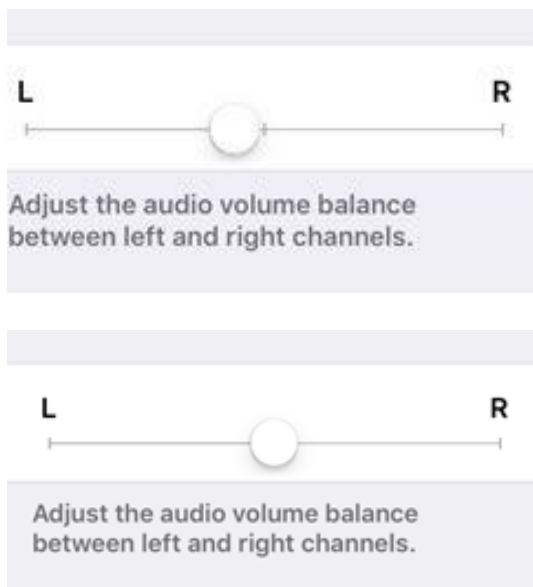 L R
Adjust the audio volume balance
between left and right channels.
L R
Adjust the audio volume balance
between left and right channels.